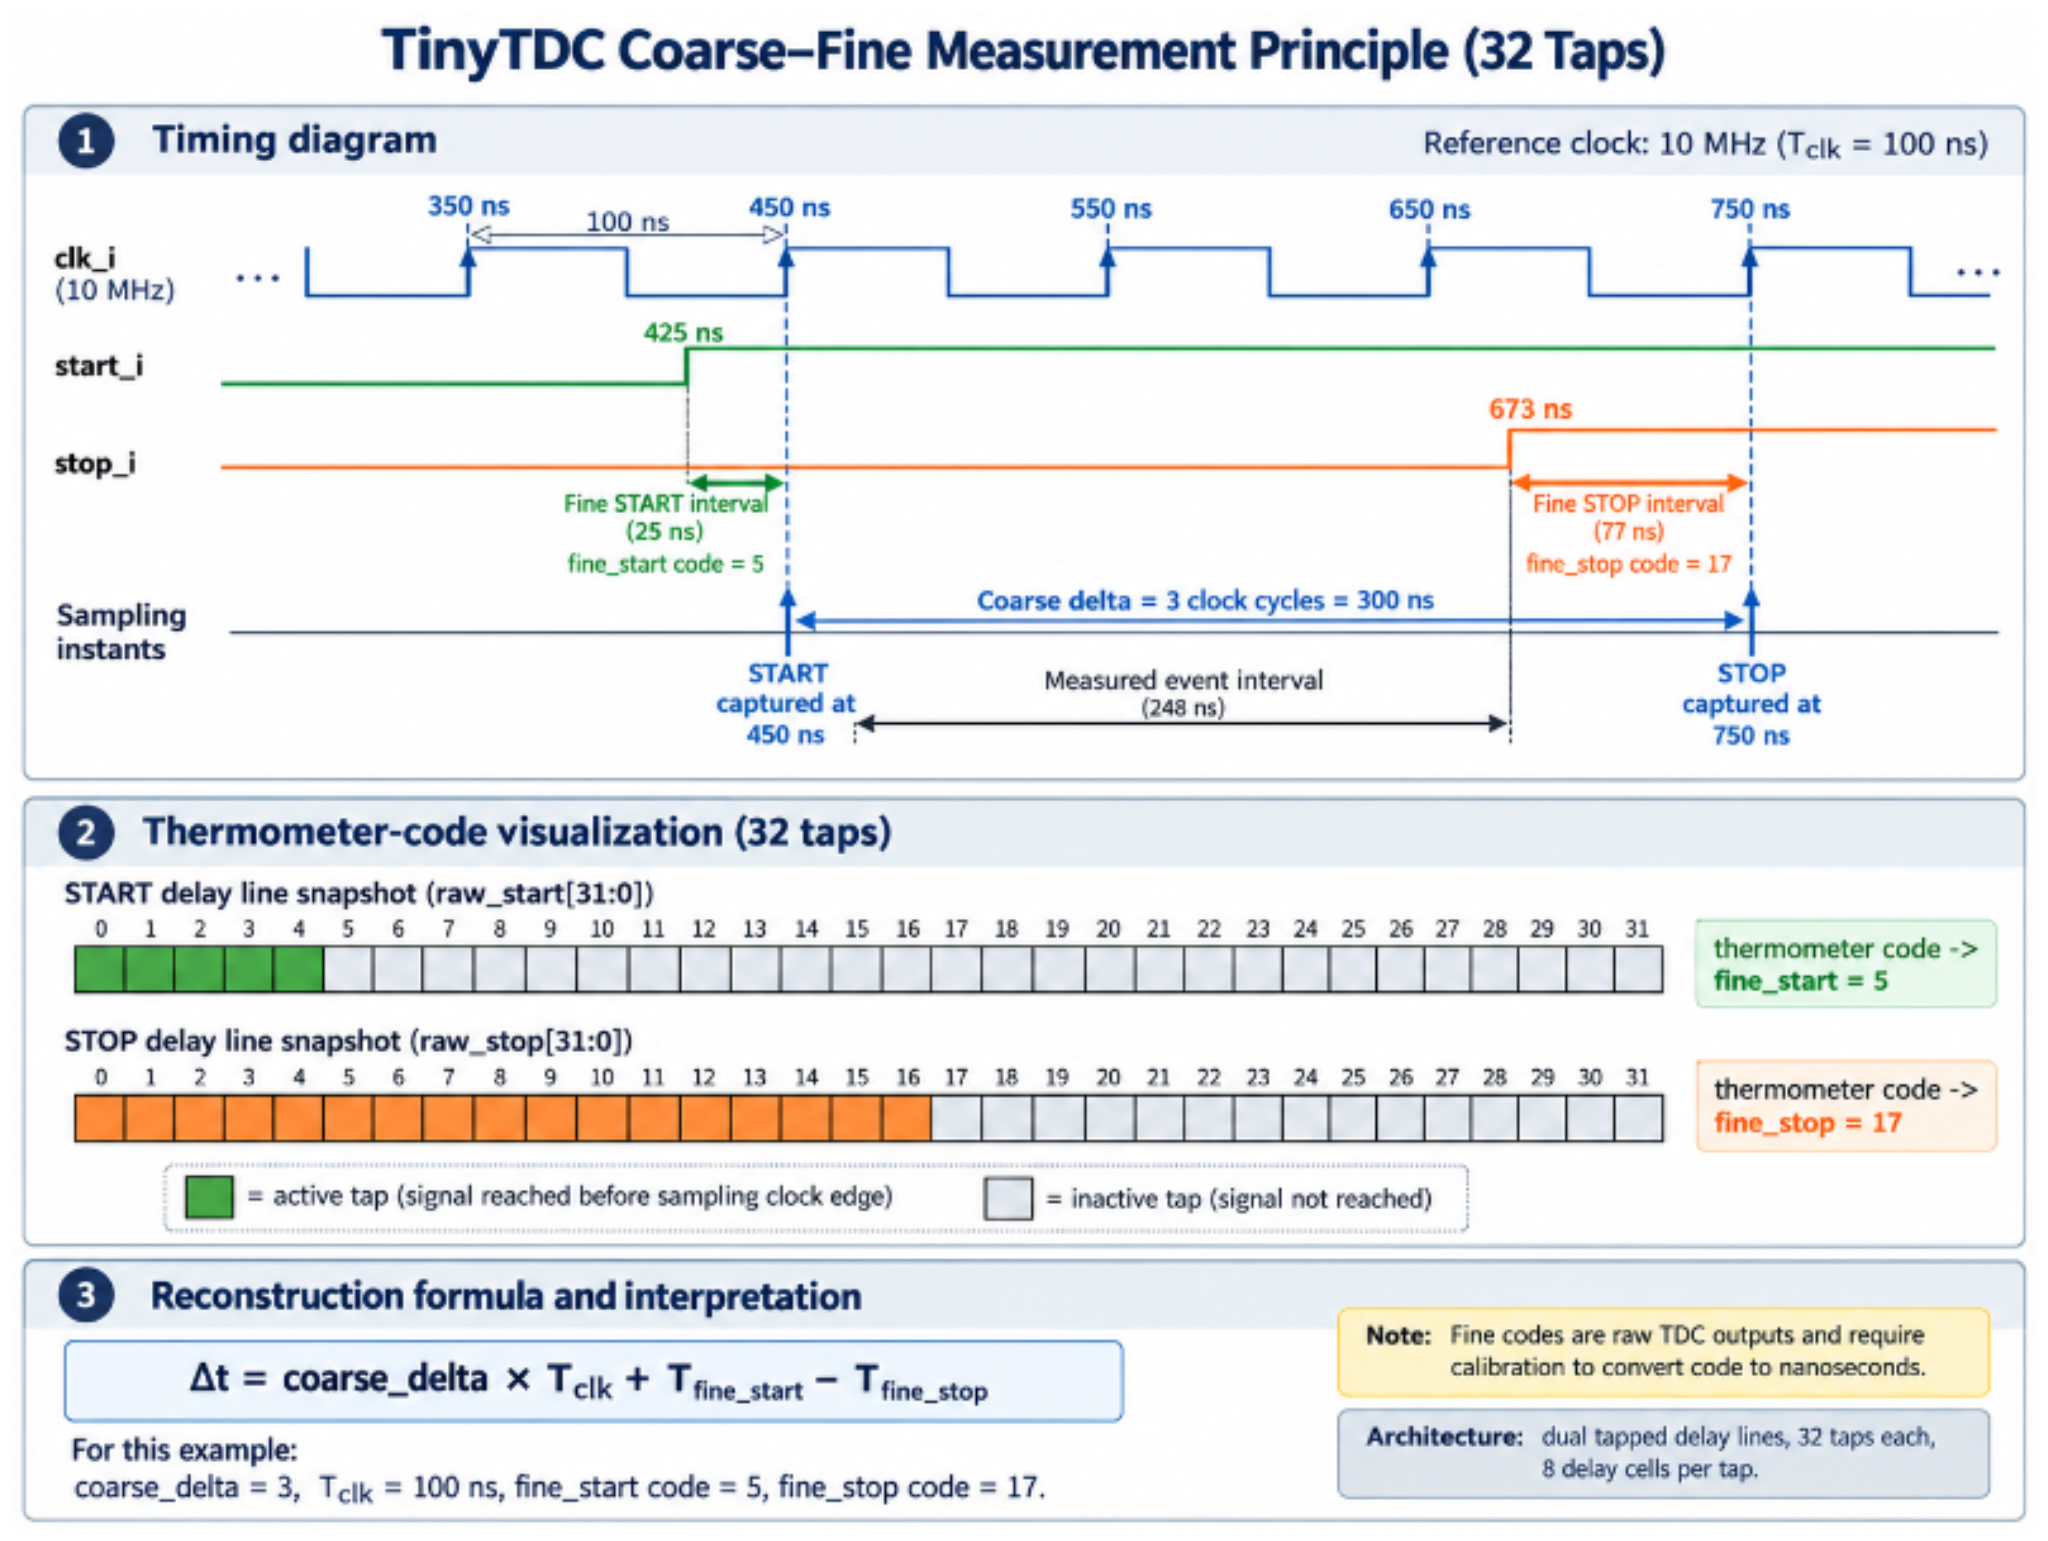 TinyTDC Coarse–Fine Measurement Principle (32 Taps)
1 Timing diagram
Reference clock: 10 MHz (Tclk = 100 ns)
350 ns 450 ns 550 ns 650 ns 750 ns
100 ns
clk_i
(10 MHz)
... ...
425 ns
start_i
673 ns
stop_i
Fine START interval
(25 ns)
fine_start code = 5
Fine STOP interval
(77 ns)
fine_stop code = 17
Sampling
instants
Coarse delta = 3 clock cycles = 300 ns
START
captured at
450 ns
Measured event interval
(248 ns)
STOP
captured at
750 ns
2 Thermometer-code visualization (32 taps)
START delay line snapshot (raw_start[31:0])
0 1 2 3 4 5 6 7 8 9 10 11 12 13 14 15 16 17 18 19 20 21 22 23 24 25 26 27 28 29 30 31
thermometer code ->
fine_start = 5
STOP delay line snapshot (raw_stop[31:0])
0 1 2 3 4 5 6 7 8 9 10 11 12 13 14 15 16 17 18 19 20 21 22 23 24 25 26 27 28 29 30 31
thermometer code ->
fine_stop = 17
= active tap (signal reached before sampling clock edge)
= inactive tap (signal not reached)
3 Reconstruction formula and interpretation
Δt = coarse_delta × Tclk + Tfine_start − Tfine_stop
For this example:
coarse_delta = 3, Tclk = 100 ns, fine_start code = 5, fine_stop code = 17.
Note: Fine codes are raw TDC outputs and require
calibration to convert code to nanoseconds.
Architecture: dual tapped delay lines, 32 taps each,
8 delay cells per tap.